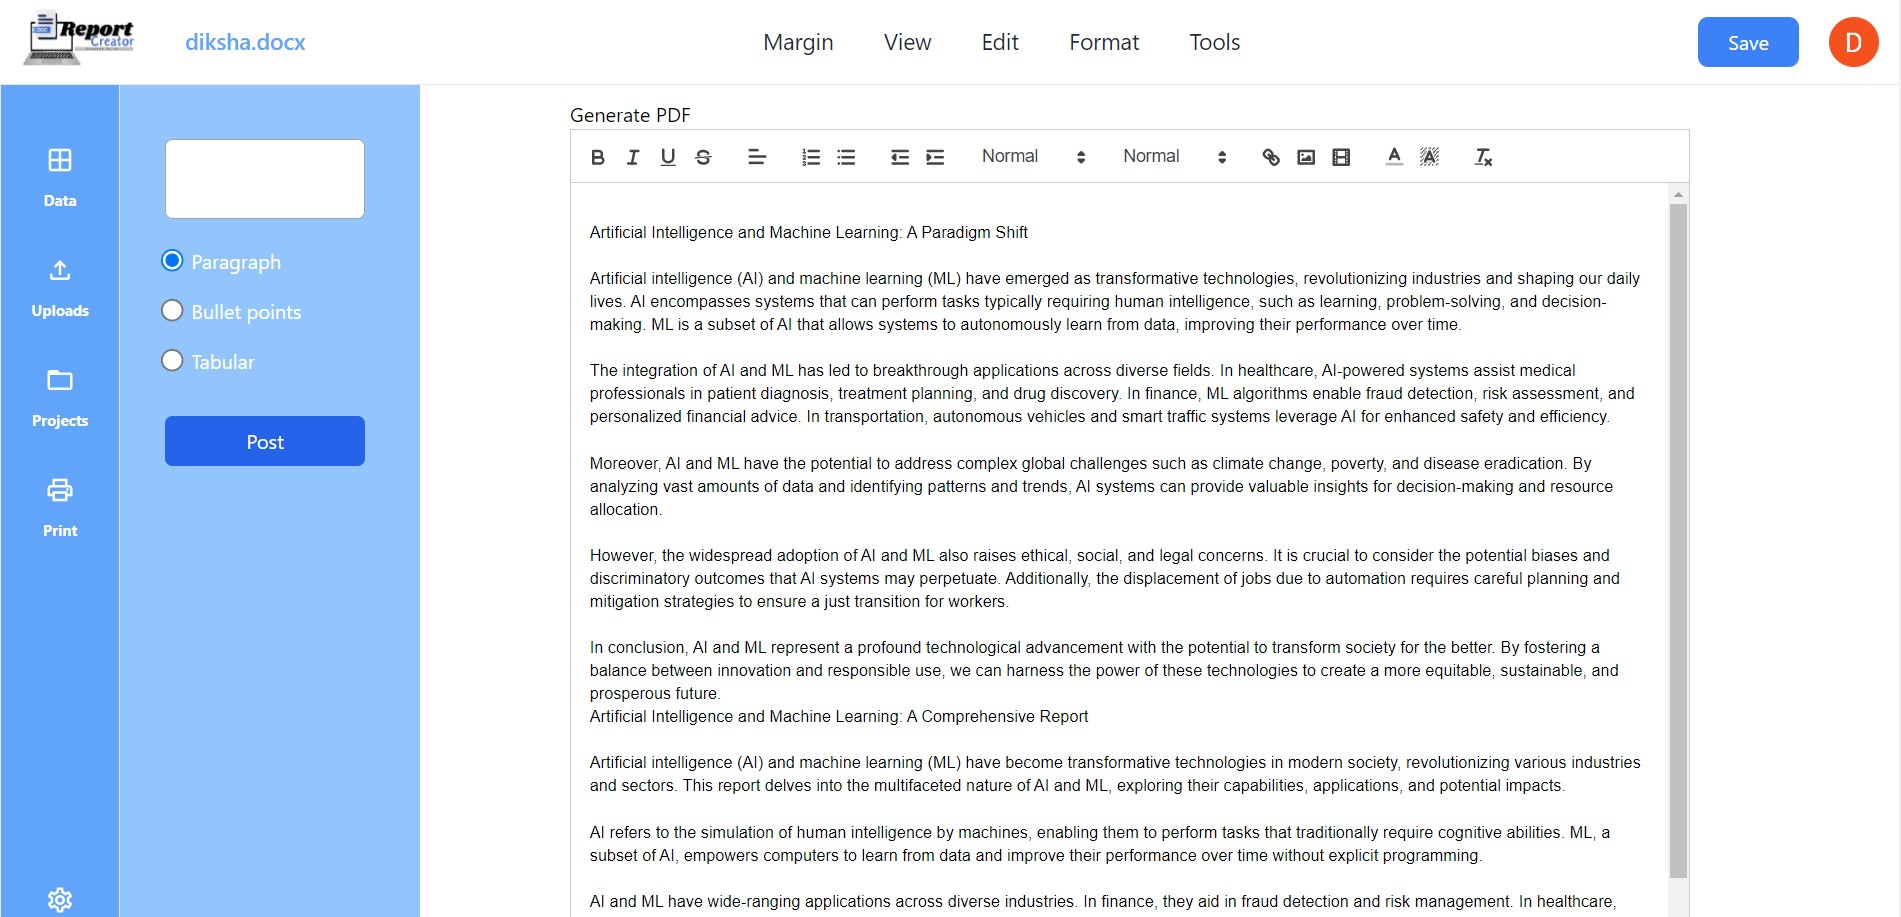 Report
Creator
diksha.docx
Margin View Edit Format Tools
Save
D
Data
Uploads
Projects
Print
Paragraph
Bullet points
Tabular
Post
Generate PDF
Normal Normal
Artificial Intelligence and Machine Learning: A Paradigm Shift
Artificial intelligence (AI) and machine learning (ML) have emerged as transformative technologies, revolutionizing industries and shaping our daily
lives. AI encompasses systems that can perform tasks typically requiring human intelligence, such as learning, problem-solving, and decision-
making. ML is a subset of AI that allows systems to autonomously learn from data, improving their performance over time.
The integration of AI and ML has led to breakthrough applications across diverse fields. In healthcare, AI-powered systems assist medical
professionals in patient diagnosis, treatment planning, and drug discovery. In finance, ML algorithms enable fraud detection, risk assessment, and
personalized financial advice. In transportation, autonomous vehicles and smart traffic systems leverage AI for enhanced safety and efficiency.
Moreover, AI and ML have the potential to address complex global challenges such as climate change, poverty, and disease eradication. By
analyzing vast amounts of data and identifying patterns and trends, AI systems can provide valuable insights for decision-making and resource
allocation.
However, the widespread adoption of AI and ML also raises ethical, social, and legal concerns. It is crucial to consider the potential biases and
discriminatory outcomes that AI systems may perpetuate. Additionally, the displacement of jobs due to automation requires careful planning and
mitigation strategies to ensure a just transition for workers.
In conclusion, AI and ML represent a profound technological advancement with the potential to transform society for the better. By fostering a
balance between innovation and responsible use, we can harness the power of these technologies to create a more equitable, sustainable, and
prosperous future.
Artificial Intelligence and Machine Learning: A Comprehensive Report
Artificial intelligence (AI) and machine learning (ML) have become transformative technologies in modern society, revolutionizing various industries
and sectors. This report delves into the multifaceted nature of AI and ML, exploring their capabilities, applications, and potential impacts.
AI refers to the simulation of human intelligence by machines, enabling them to perform tasks that traditionally require cognitive abilities. ML, a
subset of AI, empowers computers to learn from data and improve their performance over time without explicit programming.
AI and ML have wide-ranging applications across diverse industries. In finance, they aid in fraud detection and risk management. In healthcare,